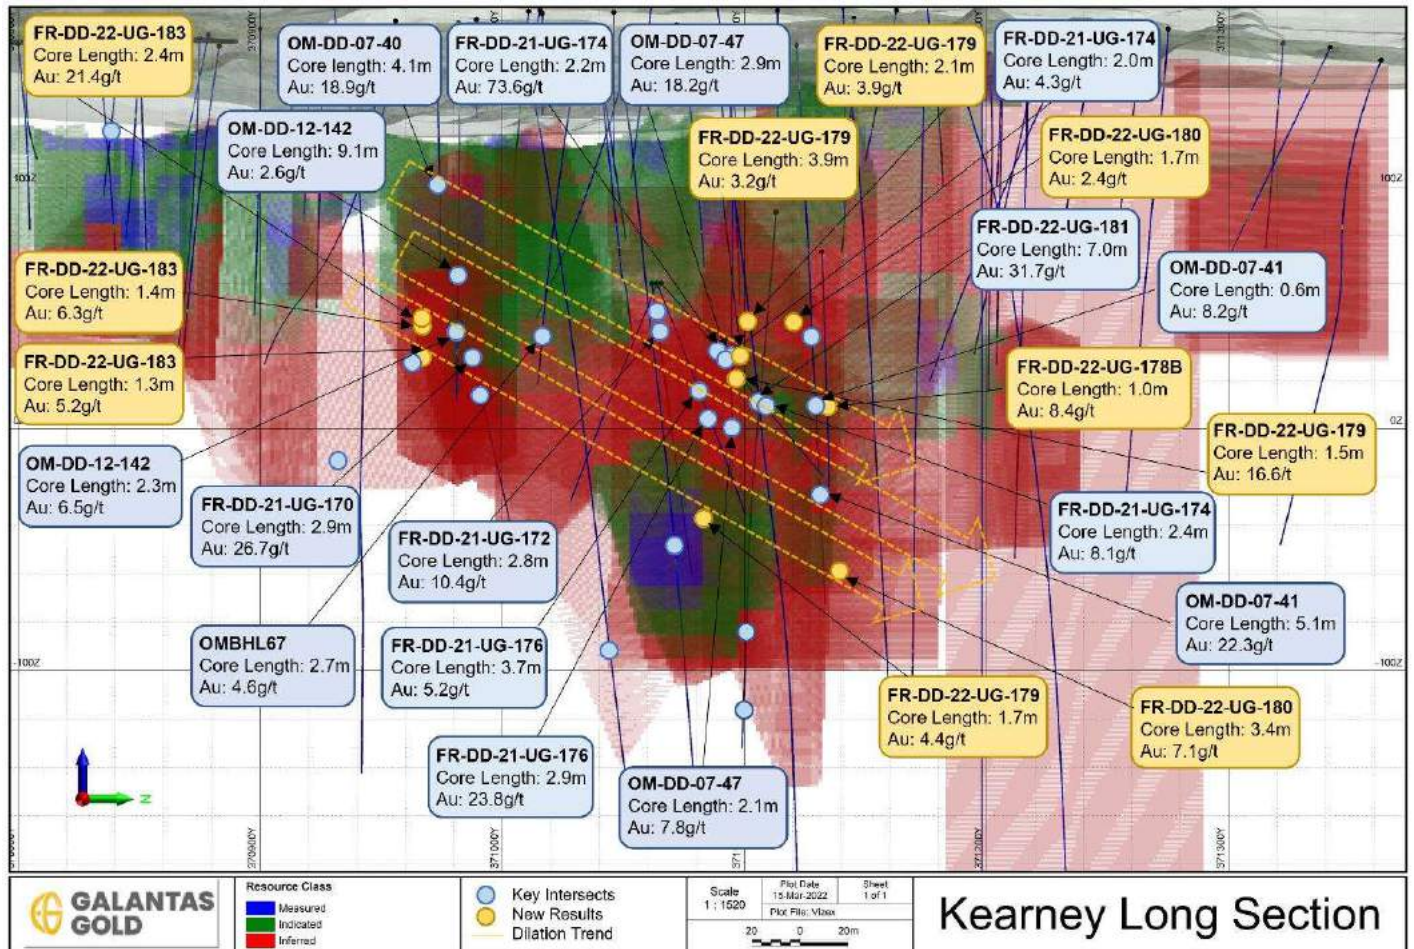 FR-DD-22-UG-183
Core Length: 2.4m
Au: 21.4g/t
OM-DD-07-40
Core length: 4.1m
Au: 18.9g/t
FR-DD-21-UG-174
Core Length: 2.2m
Au: 73.6g/t
OM-DD-07-47
Core Length: 2.9m
Au: 18.2g/t
FR-DD-22-UG-179
Core Length: 2.1m
Au: 3.9g/t
FR-DD-21-UG-174
Core Length: 2.0m
Au: 4.3g/t
OM-DD-12-142
Core Length: 9.1m
Au: 2.6g/t
FR-DD-22-UG-179
Core Length: 3.9m
Au: 3.2g/t
FR-DD-22-UG-180
Core Length: 1.7m
Au: 2.4g/t
100Z
100Z
FR-DD-22-UG-181
Core Length: 7.0m
Au: 31.7g/t
FR-DD-22-UG-183
Core Length: 1.4m
Au: 6.3g/t
OM-DD-07-41
Core Length: 0.6m
Au: 8.2g/t
FR-DD-22-UG-183
Core Length: 1.3m
Au: 5.2g/t
FR-DD-22-UG-178B
Core Length: 1.0m
Au: 8.4g/t
0Z
FR-DD-22-UG-179
Core Length: 1.5m
Au: 16.6/t
OM-DD-12-142
Core Length: 2.3m
Au: 6.5g/t
FR-DD-21-UG-170
Core Length: 2.9m
Au: 26.7g/t
FR-DD-21-UG-172
Core Length: 2.8m
Au: 10.4g/t
FR-DD-21-UG-174
Core Length: 2.4m
Au: 8.1g/t
OM-DD-07-41
Core Length: 5.1m
Au: 22.3g/t
OMBHL67
Core Length: 2.7m
Au: 4.6g/t
FR-DD-21-UG-176
Core Length: 3.7m
Au: 5.2g/t
-100Z
-100Z
FR-DD-22-UG-179
Core Length: 1.7m
Au: 4.4g/t
FR-DD-22-UG-180
Core Length: 3.4m
Au: 7.1g/t
FR-DD-21-UG-176
Core Length: 2.9m
Au: 23.8g/t
OM-DD-07-47
Core Length: 2.1m
Au: 7.8g/t
N
370900Y
371000Y
371200Y
371300Y
GALANTAS
GOLD
Resource Class
Measured
Indicated
Inferred
Key Intersects
New Results
Dilation Trend
Scale
1 : 1520
Plot Date
15-Mar-2022
Sheet
1 of 1
Plot File: Vizex
20 0 20m
Kearney Long Section